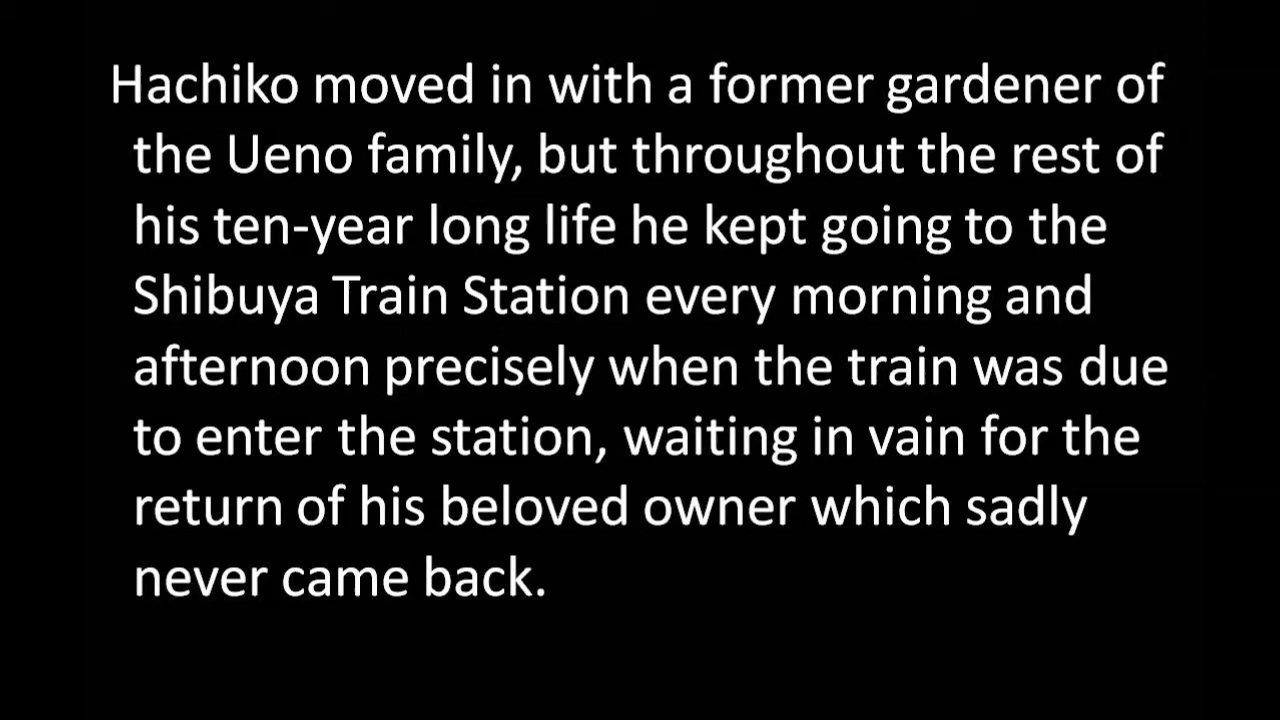 Hachiko moved in with a former gardener of
the Ueno family, but throughout the rest of
his ten-year long life he kept going to the
Shibuya Train Station every morning and
afternoon precisely when the train was due
to enter the station, waiting in vain for the
return of his beloved owner which sadly
never came back.